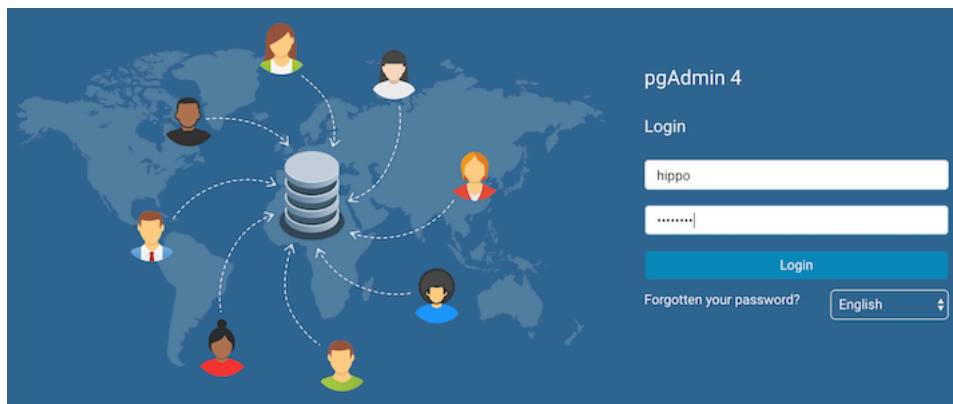 pgAdmin 4
Login
hippo
••••••••
Login
Forgotten your password?
English